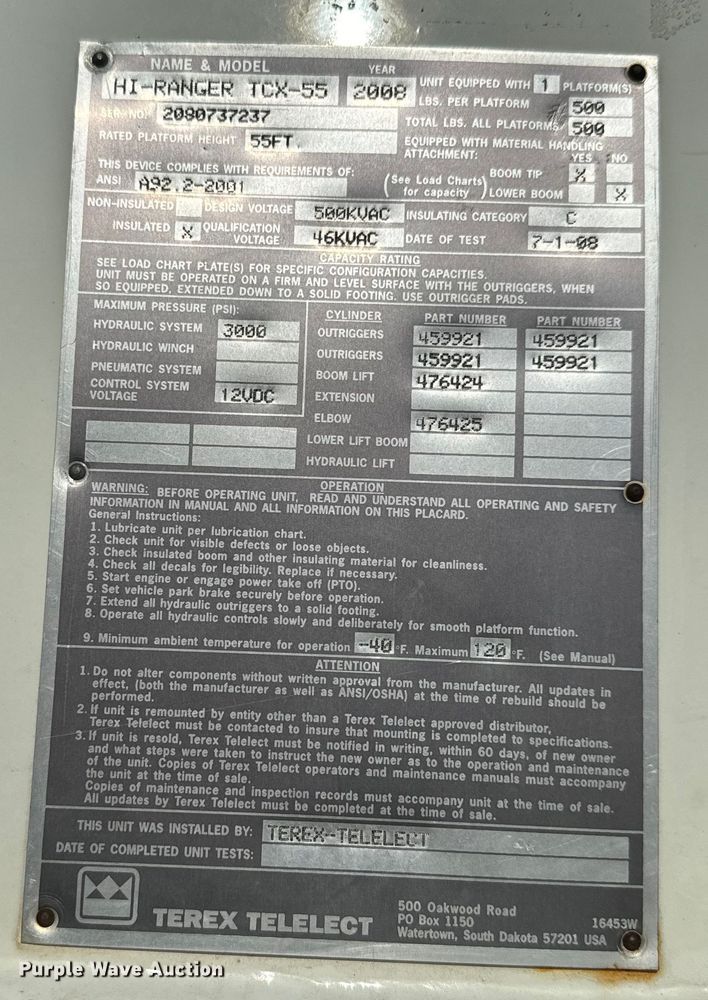 NAME & MODEL YEAR
HI-RANGER TCX-55 2008
SER. NO. 2080737237
RATED PLATFORM HEIGHT 55FT.
THIS DEVICE COMPLIES WITH REQUIREMENTS OF:
ANSI A92.2-2001
UNIT EQUIPPED WITH 1 PLATFORM(S)
LBS. PER PLATFORM 500
TOTAL LBS. ALL PLATFORMS 500
EQUIPPED WITH MATERIAL HANDLING
ATTACHMENT: YES NO
(See Load Charts for capacity)
BOOM TIP X
LOWER BOOM X
NON-INSULATED DESIGN VOLTAGE 500KVAC INSULATING CATEGORY C
INSULATED X QUALIFICATION VOLTAGE 46KVAC DATE OF TEST 7-1-08
CAPACITY RATING
SEE LOAD CHART PLATE(S) FOR SPECIFIC CONFIGURATION CAPACITIES.
UNIT MUST BE OPERATED ON A FIRM AND LEVEL SURFACE WITH THE OUTRIGGERS, WHEN
SO EQUIPPED, EXTENDED DOWN TO A SOLID FOOTING. USE OUTRIGGER PADS.
MAXIMUM PRESSURE (PSI):
HYDRAULIC SYSTEM 3000
HYDRAULIC WINCH
PNEUMATIC SYSTEM
CONTROL SYSTEM
VOLTAGE 12VDC
CYLINDER PART NUMBER PART NUMBER
OUTRIGGERS 459921 459921
OUTRIGGERS 459921 459921
BOOM LIFT 476424
EXTENSION
ELBOW 476425
LOWER LIFT BOOM
HYDRAULIC LIFT
OPERATION
WARNING: BEFORE OPERATING UNIT, READ AND UNDERSTAND ALL OPERATING AND SAFETY
INFORMATION IN MANUAL AND ALL INFORMATION ON THIS PLACARD.
General Instructions:
1. Lubricate unit per lubrication chart.
2. Check unit for visible defects or loose objects.
3. Check insulated boom and other insulating material for cleanliness.
4. Check all decals for legibility. Replace if necessary.
5. Start engine or engage power take off (PTO).
6. Set vehicle park brake securely before operation.
7. Extend all hydraulic outriggers to a solid footing.
8. Operate all hydraulic controls slowly and deliberately for smooth platform function.
9. Minimum ambient temperature for operation -40 °F. Maximum 120 °F. (See Manual)
ATTENTION
1. Do not alter components without written approval from the manufacturer. All updates in
effect, (both the manufacturer as well as ANSI/OSHA) at the time of rebuild should be
performed.
2. If unit is remounted by entity other than a Terex Telelect approved distributor,
Terex Telelect must be contacted to insure that mounting is completed to specifications.
3. If unit is resold, Terex Telelect must be notified in writing, within 60 days, of new owner
and what steps were taken to instruct the new owner as to the operation and maintenance
of the unit. Copies of Terex Telelect operators and maintenance manuals must accompany
the unit at the time of sale.
Copies of maintenance and inspection records must accompany unit at the time of sale.
All updates by Terex Telelect must be completed at the time of sale.
THIS UNIT WAS INSTALLED BY: TEREX-TELELECT
DATE OF COMPLETED UNIT TESTS:
TEREX TELELECT
500 Oakwood Road
PO Box 1150
Watertown, South Dakota 57201 USA
16453W
Purple Wave Auction